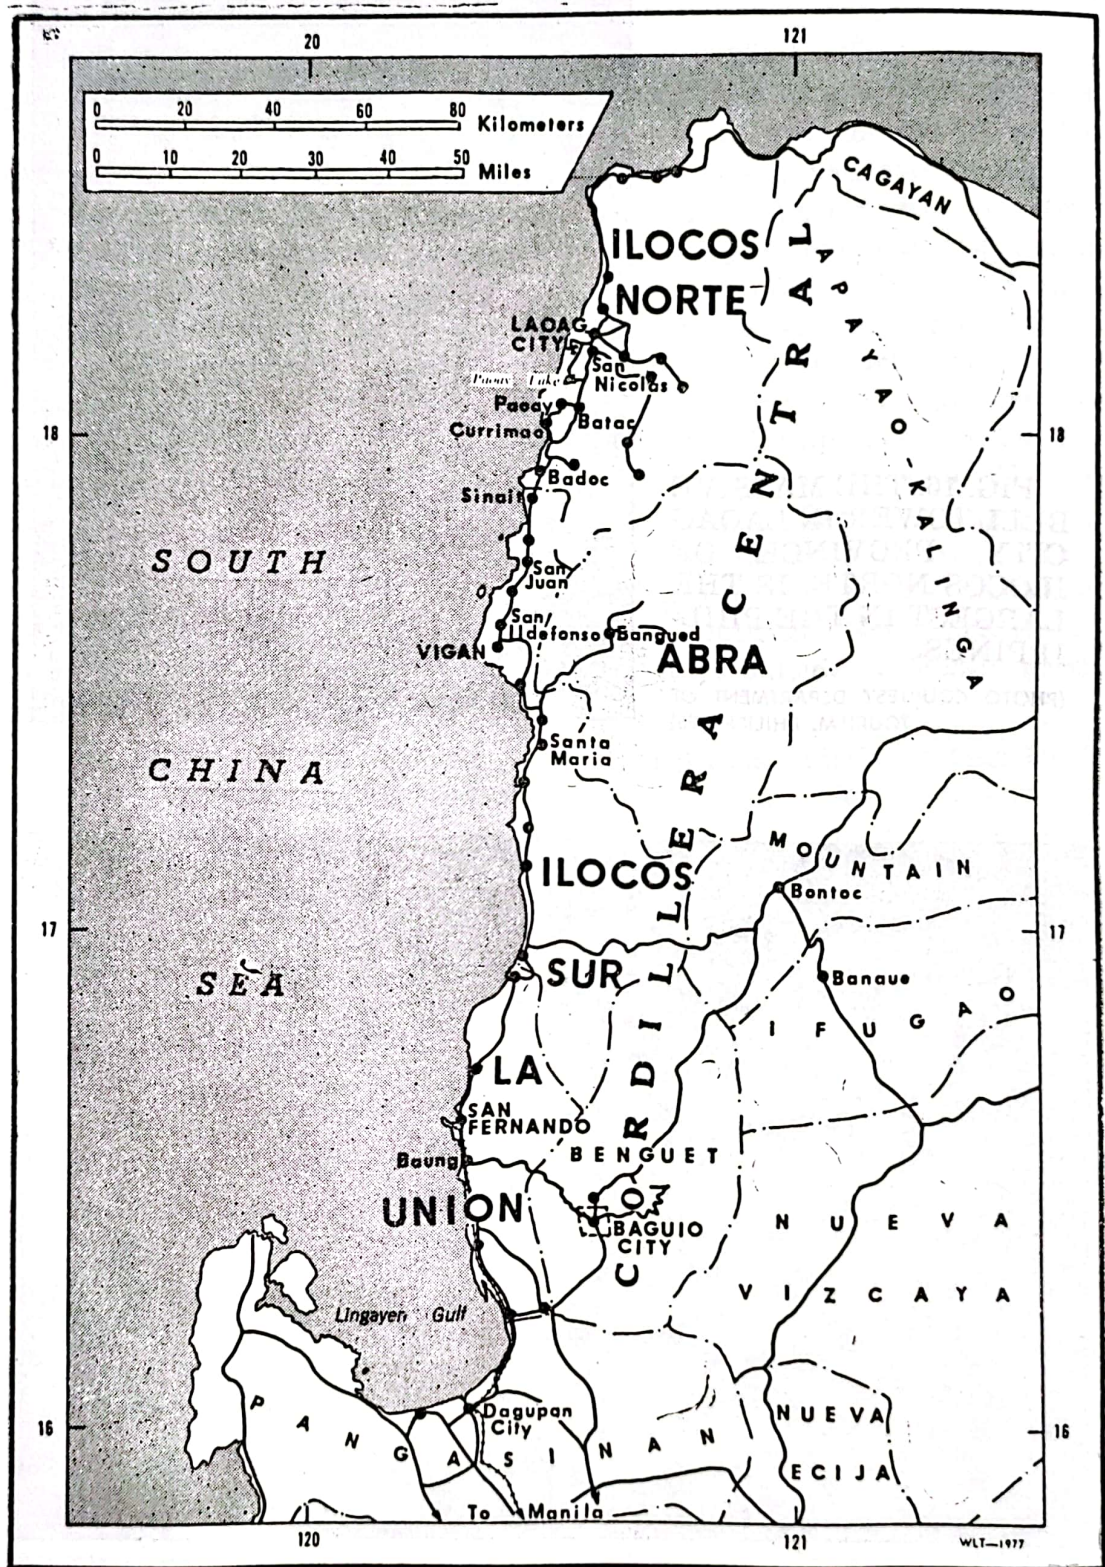 20 121
0 20 40 60 80 Kilometers
0 10 20 30 40 50 Miles
CAGAYAN
ILOCOS
NORTE
LAOAG
CITY
San
Nicolas
Paoay Lake
Paoay
Batac
Currimao
18 18
Badoc
Sinait
APAYAO-KALINGA
SOUTH
San
Juan
San
Ildefonso
Bangued
VIGAN
ABRA
Santa
Maria
CHINA
MOUNTAIN
ILOCOS
Bontoc
17 17
SUR
Banaue
SEA
IFUGAO
LA
SAN
FERNANDO
BENGUET
Baung
UNION
BAGUIO
CITY
CORDILLERA CENTRAL
NUEVA
VIZCAYA
Lingayen Gulf
Dagupan
City
PANGASINAN
NUEVA
ECIJA
16 16
To Manila
120 121
WLT—1977